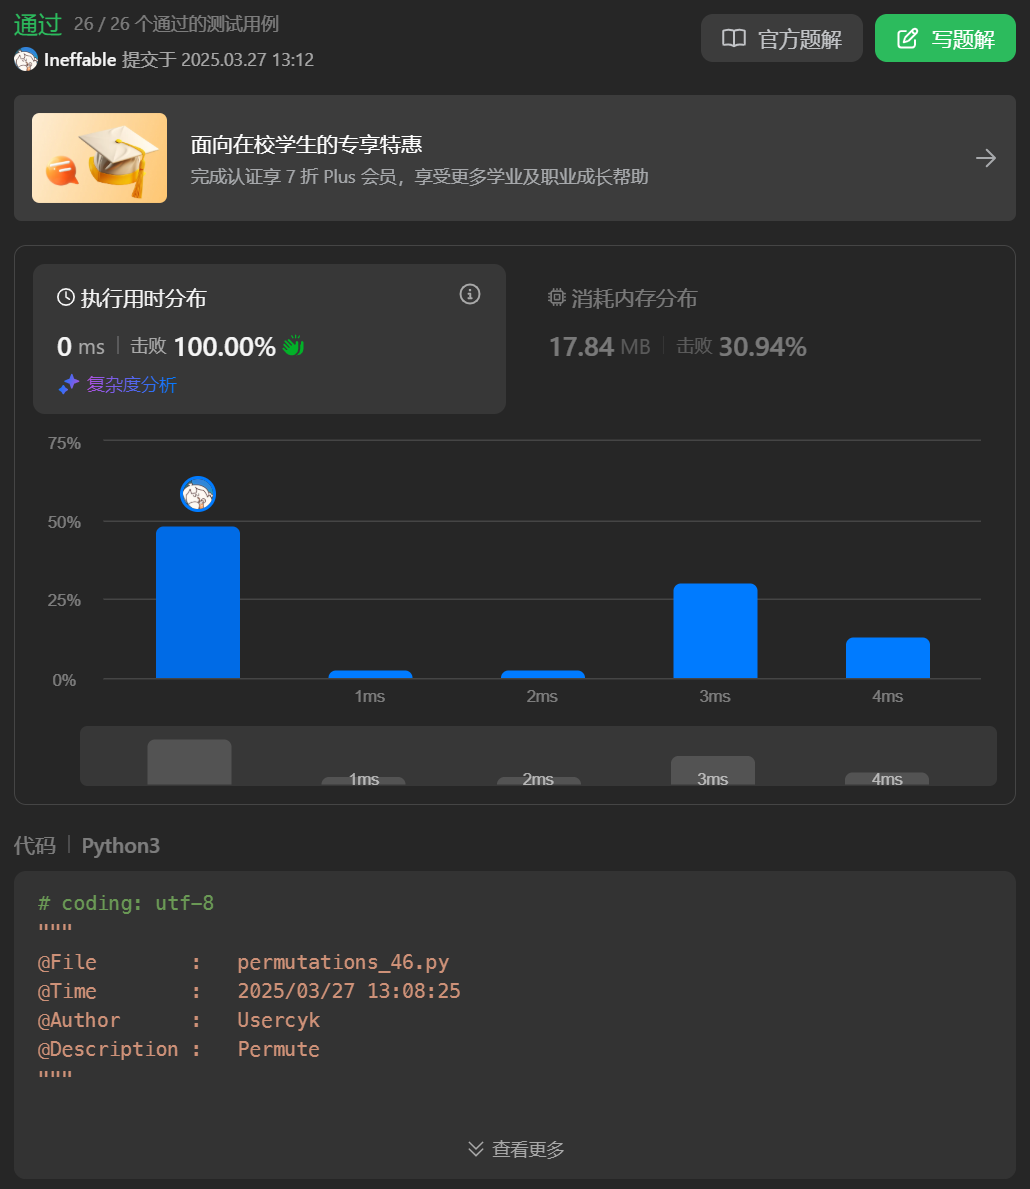 通过 26 / 26 个通过的测试用例
Ineffable 提交于 2025.03.27 13:12
官方题解
写题解
面向在校学生的专享特惠
完成认证享 7 折 Plus 会员，享受更多学业及职业成长帮助
执行用时分布
0 ms 击败 100.00%
复杂度分析
消耗内存分布
17.84 MB 击败 30.94%
75%
50%
25%
0%
1ms 2ms 3ms 4ms
1ms 2ms 3ms 4ms
代码 Python3
# coding: utf-8
"""
@File        :   permutations_46.py
@Time        :   2025/03/27 13:08:25
@Author      :   Usercyk
@Description :   Permute
"""
查看更多